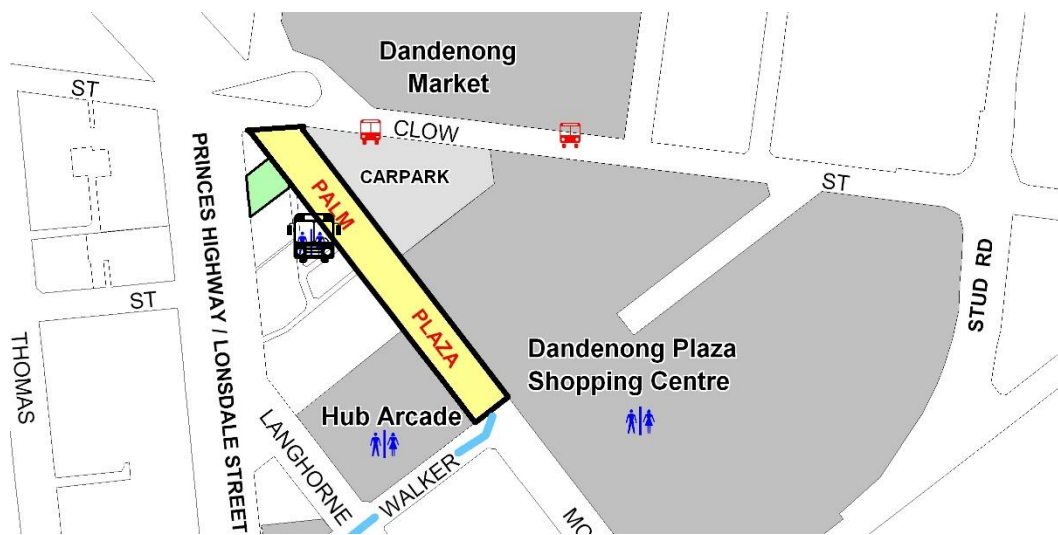 Dandenong
Market
ST
CLOW
CARPARK
ST
PALM
PLAZA
PRINCES HIGHWAY / LONSDALE STREET
ST
STUD RD
THOMAS
Dandenong Plaza
Shopping Centre
Hub Arcade
LANGHORNE
WALKER
MO